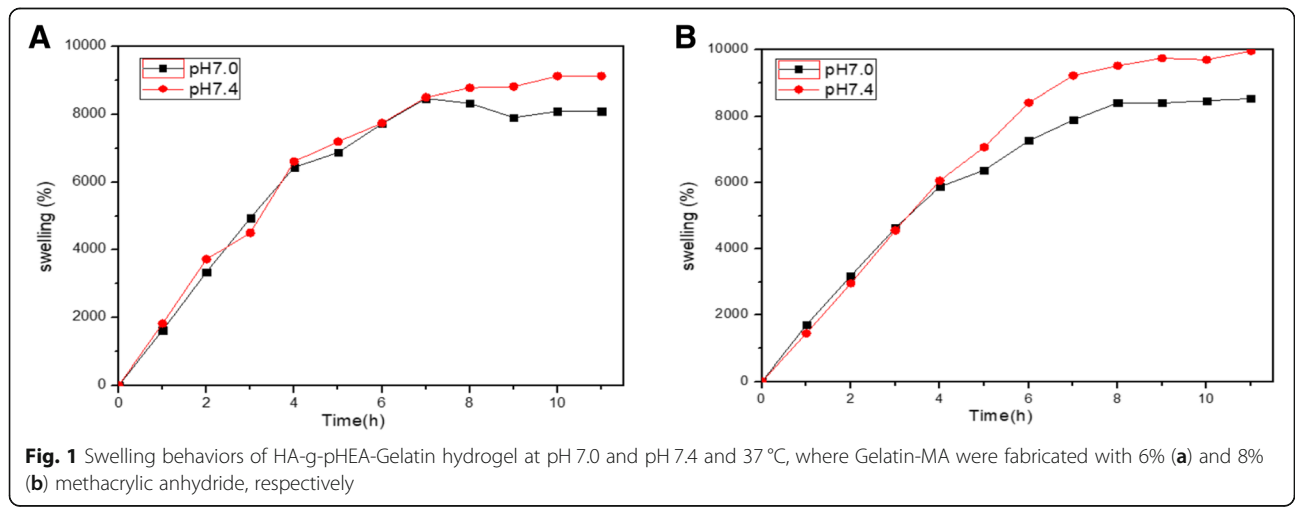 A
10000
8000
6000
4000
2000
0
swelling (%)
pH7.0
pH7.4
0 2 4 6 8 10
Time(h)
B
10000
8000
6000
4000
2000
0
swelling (%)
pH7.0
pH7.4
0 2 4 6 8 10
Time(h)
Fig. 1 Swelling behaviors of HA-g-pHEA-Gelatin hydrogel at pH 7.0 and pH 7.4 and 37 °C, where Gelatin-MA were fabricated with 6% (a) and 8%
(b) methacrylic anhydride, respectively